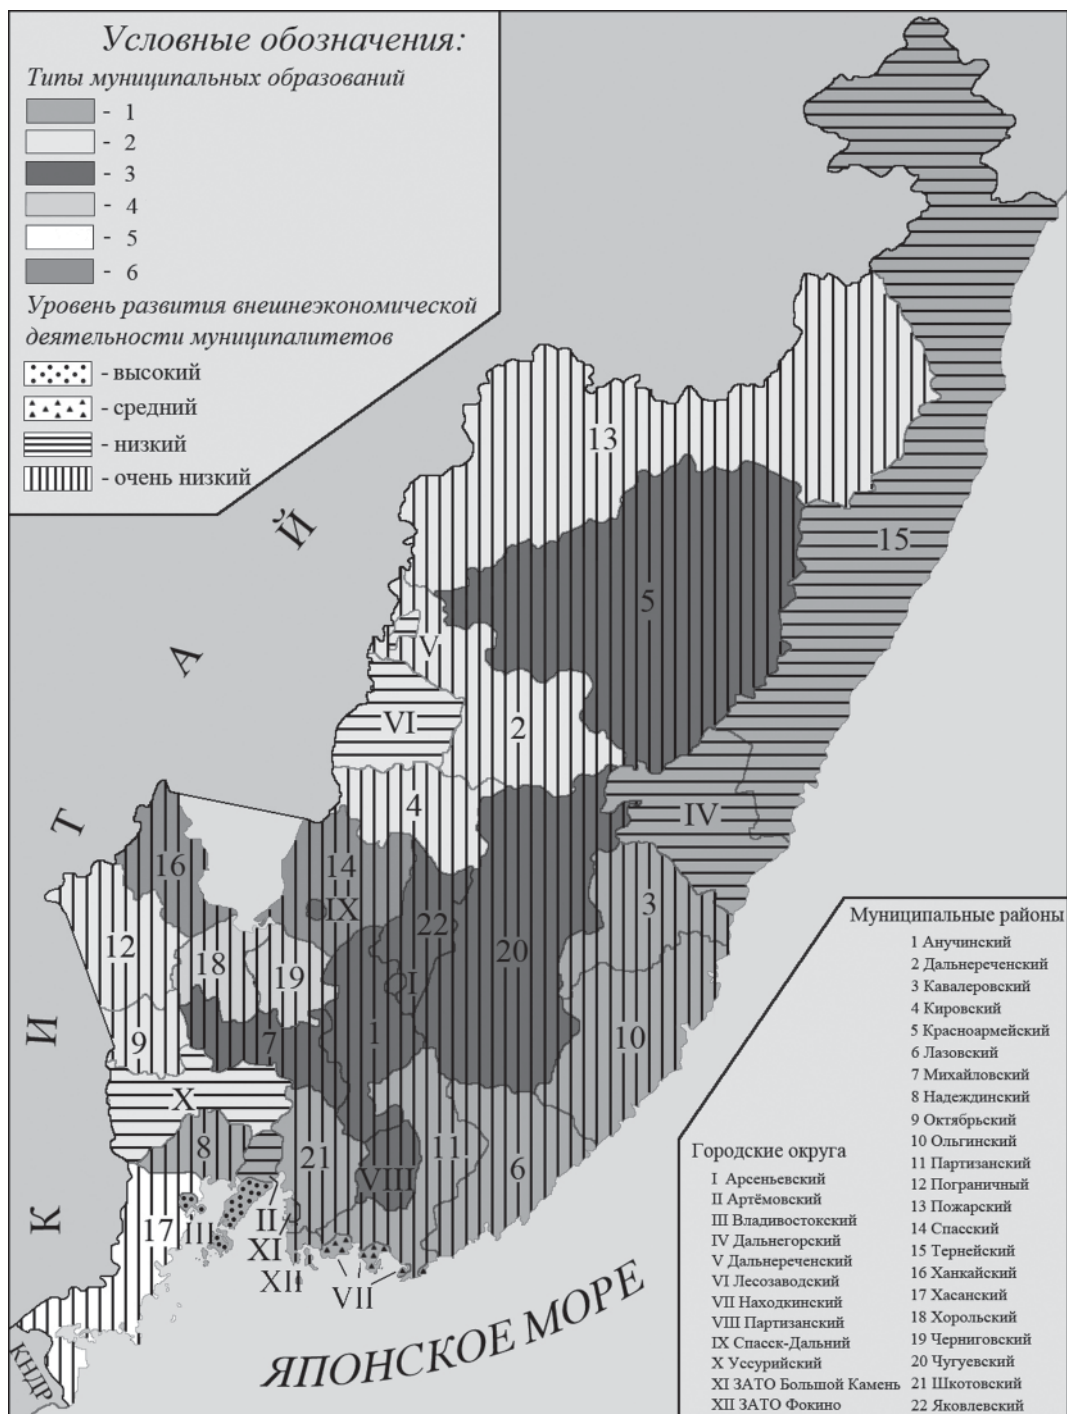 Условные обозначения:
Типы муниципальных образований
- 1
- 2
- 3
- 4
- 5
- 6
Уровень развития внешнеэкономической
деятельности муниципалитетов
- высокий
- средний
- низкий
- очень низкий
К И Т А Й
13
15
5
V
VI
2
4
IV
16
14
IX
22
3
12
18
19
I
20
10
9
7
1
X
8
21
11
VIII
6
17
III
II
XI
XII
VII
ЯПОНСКОЕ МОРЕ
КНДР
Городские округа
I Арсеньевский
II Артёмовский
III Владивостокский
IV Дальнегорский
V Дальнереченский
VI Лесозаводский
VII Находкинский
VIII Партизанский
IX Спасск-Дальний
X Уссурийский
XI ЗАТО Большой Камень
XII ЗАТО Фокино
Муниципальные районы
1 Анучинский
2 Дальнереченский
3 Кавалеровский
4 Кировский
5 Красноармейский
6 Лазовский
7 Михайловский
8 Надеждинский
9 Октябрьский
10 Ольгинский
11 Партизанский
12 Пограничный
13 Пожарский
14 Спасский
15 Тернейский
16 Ханкайский
17 Хасанский
18 Хорольский
19 Черниговский
20 Чугуевский
21 Шкотовский
22 Яковлевский